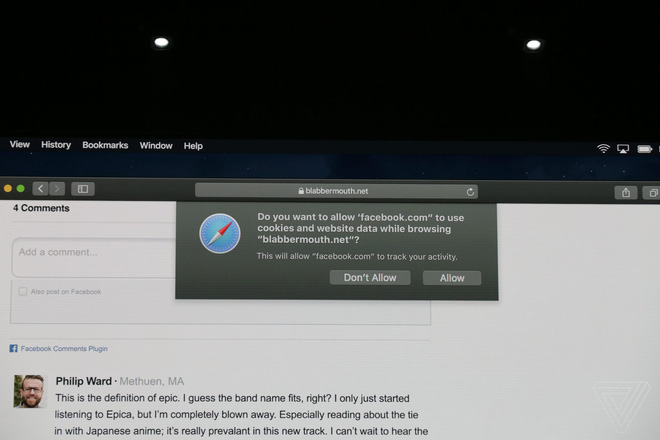 View History Bookmarks Window Help
blabbermouth.net
4 Comments
Do you want to allow ‘facebook.com” to use
cookies and website data while browsing
“blabbermouth.net”?
This will allow “facebook.com” to track your activity.
Don’t Allow Allow
Add a comment...
Also post on Facebook
Facebook Comments Plugin
Philip Ward · Methuen, MA
This is the definition of epic. I guess the band name fits, right? I only just started
listening to Epica, but I’m completely blown away. Especially reading about the tie
in with Japanese anime; it’s really prevalant in this new track. I can’t wait to hear the